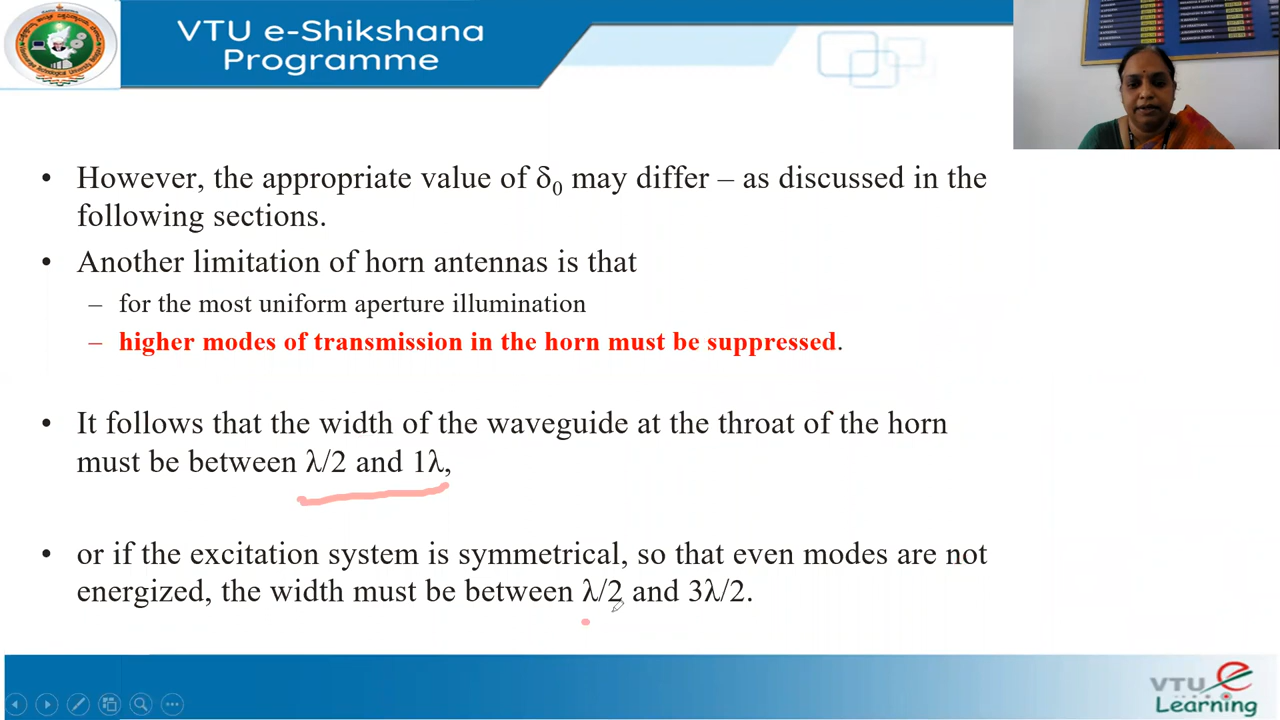 VTU e-Shikshana
Programme
• However, the appropriate value of δ₀ may differ – as discussed in the
following sections.
• Another limitation of horn antennas is that
– for the most uniform aperture illumination
– higher modes of transmission in the horn must be suppressed.
• It follows that the width of the waveguide at the throat of the horn
must be between λ/2 and 1λ,
• or if the excitation system is symmetrical, so that even modes are not
energized, the width must be between λ/2 and 3λ/2.
VTU e
Learning